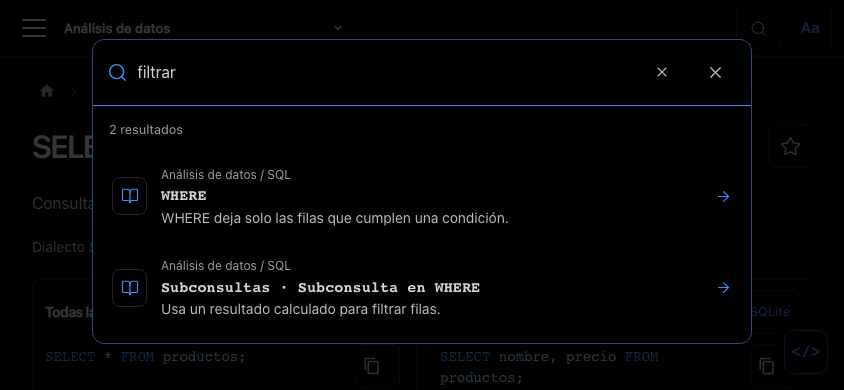 Análisis de datos
Aa
filtrar
2 resultados
SELE
Análisis de datos / SQL
WHERE
WHERE deja solo las filas que cumplen una condición.
Consulta
Dialecto S
Análisis de datos / SQL
Subconsultas · Subconsulta en WHERE
Usa un resultado calculado para filtrar filas.
Todas la
SQLite
SELECT * FROM productos;
SELECT nombre, precio FROM
productos;
</>